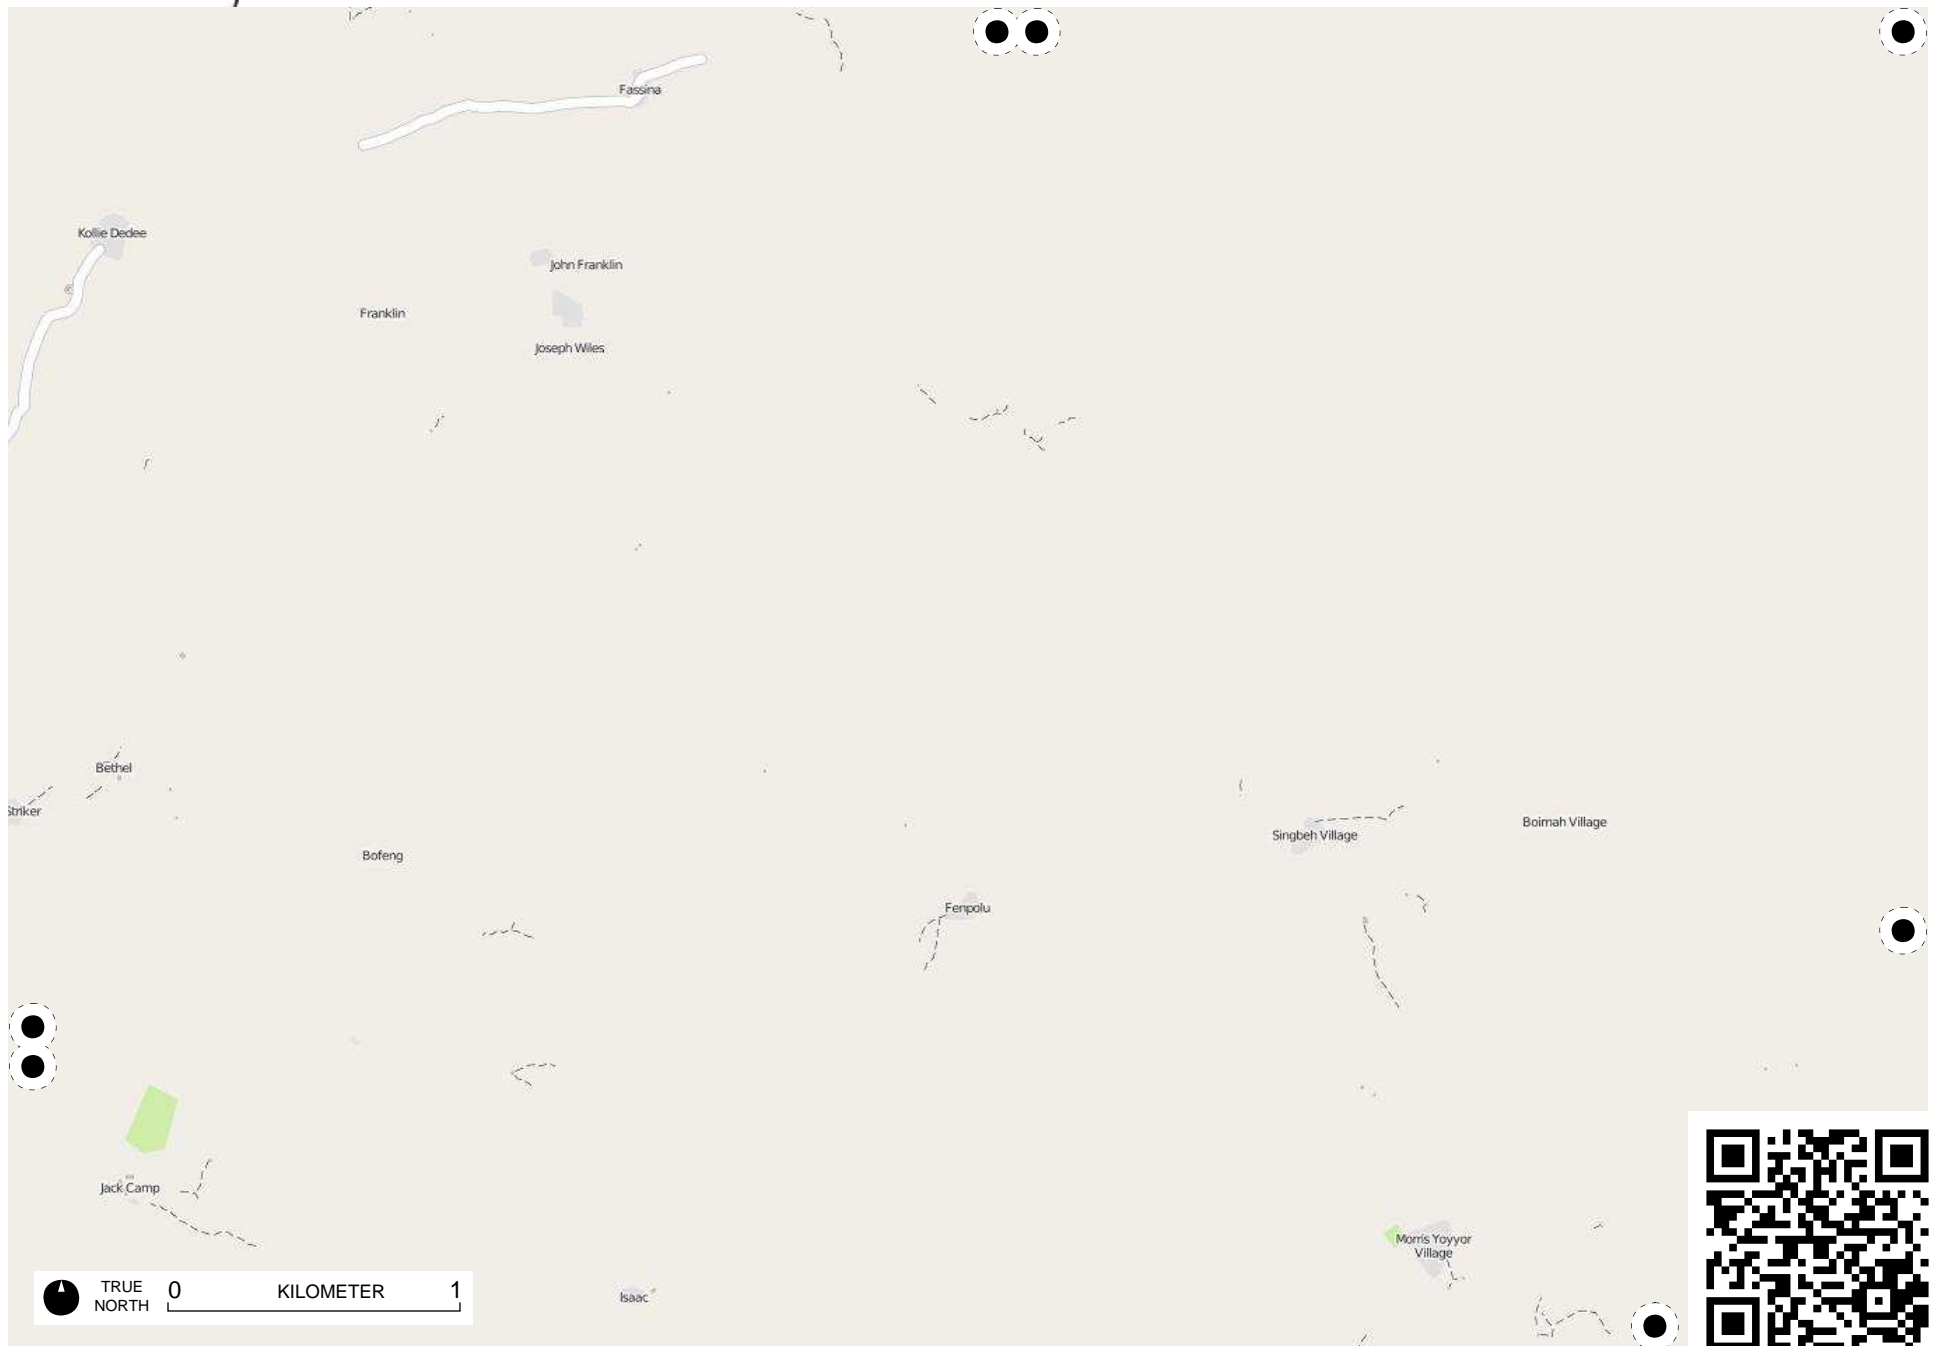 Fassina
Kollie Dedee
John Franklin
Franklin
Joseph Wiles
Bethel
Striker
Boimah Village
Singbeh Village
Bofeng
Fenpolu
Jack Camp
Morris Yoyyor
Village
Isaac
TRUE
NORTH
0 KILOMETER 1